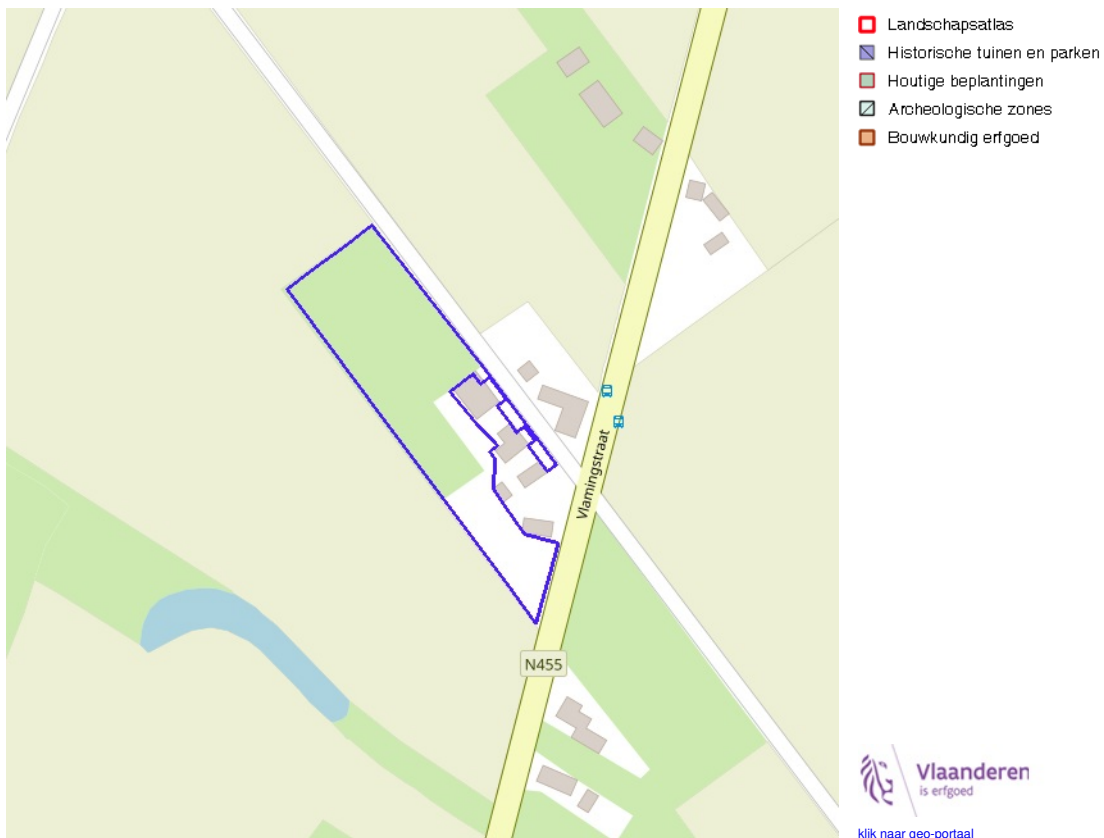 Landschapsatlas
Historische tuinen en parken
Houtige beplantingen
Archeologische zones
Bouwkundig erfgoed
Vlamingstraat
N455
Vlaanderen
is erfgoed
klik naar geo-portaal